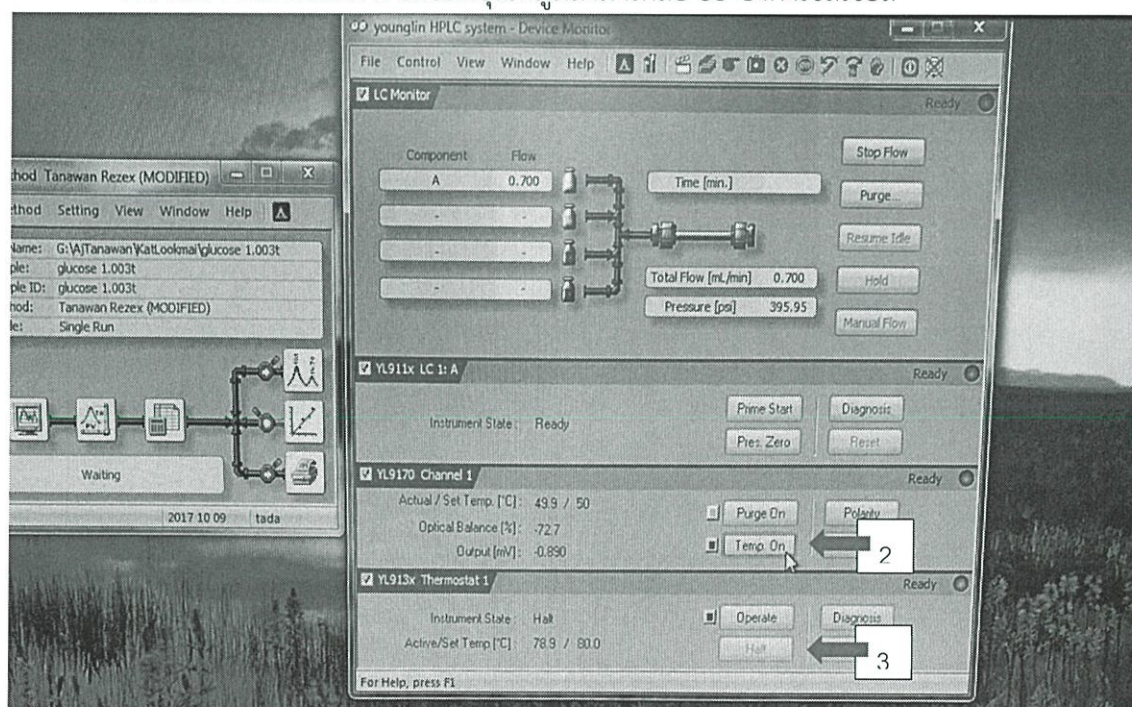 younglin HPLC system - Device Monitor
File Control View Window Help
LC Monitor
Ready
Component Flow
A 0.700
- -
- -
- -
Time [min.]
Total Flow [mL/min] 0.700
Pressure [psi] 395.95
Stop Flow
Purge...
Resume Idle
Hold
Manual Flow
Tanawan Rezex (MODIFIED)
Setting View Window Help
G:\AjTanawan\KatLookmai\glucose 1.003t
glucose 1.003t
ple ID: glucose 1.003t
Tanawan Rezex (MODIFIED)
Single Run
Waiting
2017 10 09 tada
YL911x LC 1: A
Ready
Instrument State : Ready
Prime Start
Diagnosis
Pres. Zero
Reset
YL9170 Channel 1
Ready
Actual / Set Temp. [°C] : 49.9 / 50
Optical Balance [%] : -72.7
Output [mV] : -0.890
Purge On
Polarity
Temp. On
2
YL913x Thermostat 1
Ready
Instrument State : Halt
Active/Set Temp [°C] : 78.9 / 80.0
Operate
Diagnosis
Halt
3
For Help, press F1